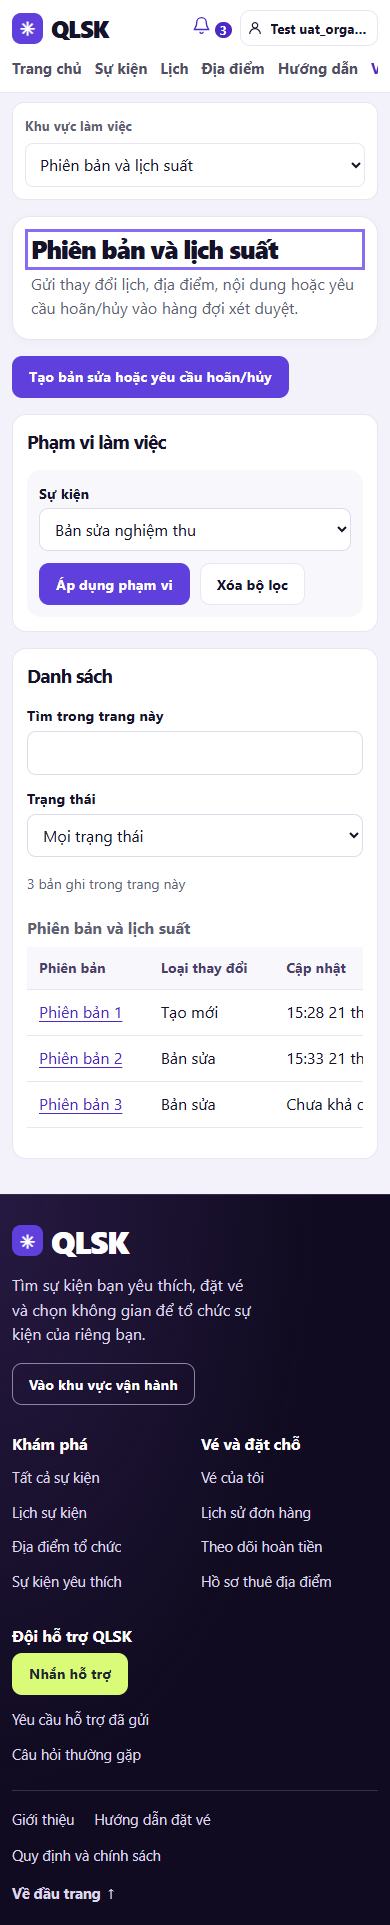 QLSK
3
Test uat_orga...
Trang chủ Sự kiện Lịch Địa điểm Hướng dẫn V
Khu vực làm việc
Phiên bản và lịch suất
Phiên bản và lịch suất
Gửi thay đổi lịch, địa điểm, nội dung hoặc yêu
cầu hoãn/hủy vào hàng đợi xét duyệt.
Tạo bản sửa hoặc yêu cầu hoãn/hủy
Phạm vi làm việc
Sự kiện
Bản sửa nghiệm thu
Áp dụng phạm vi Xóa bộ lọc
Danh sách
Tìm trong trang này
Trạng thái
Mọi trạng thái
3 bản ghi trong trang này
Phiên bản và lịch suất
Phiên bản Loại thay đổi Cập nhật
Phiên bản 1 Tạo mới 15:28 21 th
Phiên bản 2 Bản sửa 15:33 21 th
Phiên bản 3 Bản sửa Chưa khả c
QLSK
Tìm sự kiện bạn yêu thích, đặt vé
và chọn không gian để tổ chức sự
kiện của riêng bạn.
Vào khu vực vận hành
Khám phá Vé và đặt chỗ
Tất cả sự kiện Vé của tôi
Lịch sự kiện Lịch sử đơn hàng
Địa điểm tổ chức Theo dõi hoàn tiền
Sự kiện yêu thích Hồ sơ thuê địa điểm
Đội hỗ trợ QLSK
Nhắn hỗ trợ
Yêu cầu hỗ trợ đã gửi
Câu hỏi thường gặp
Giới thiệu Hướng dẫn đặt vé
Quy định và chính sách
Về đầu trang ↑